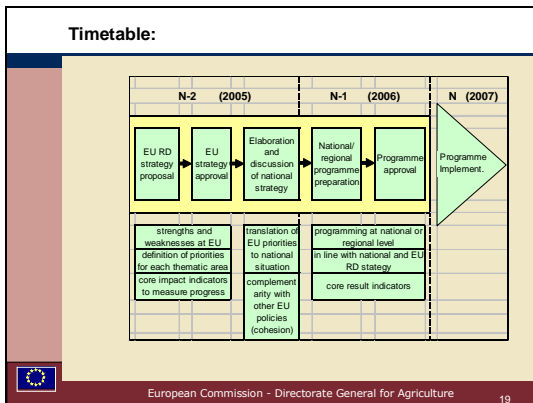 Timetable:
N-2 (2005) N-1 (2006) N (2007)
EU RD
strategy
proposal
EU
strategy
approval
Elaboration
and
discussion
of national
strategy
National/
regional
programme
preparation
Programme
approval
Programme
Implement.
strengths and
weaknesses at EU
definition of priorities
for each thematic area
core impact indicators
to measure progress
translation of
EU priorities
to national
situation
complement
arity with
other EU
policies
(cohesion)
programming at national or
regional level
in line with national and EU
RD stategy
core result indicators
European Commission - Directorate General for Agriculture
19